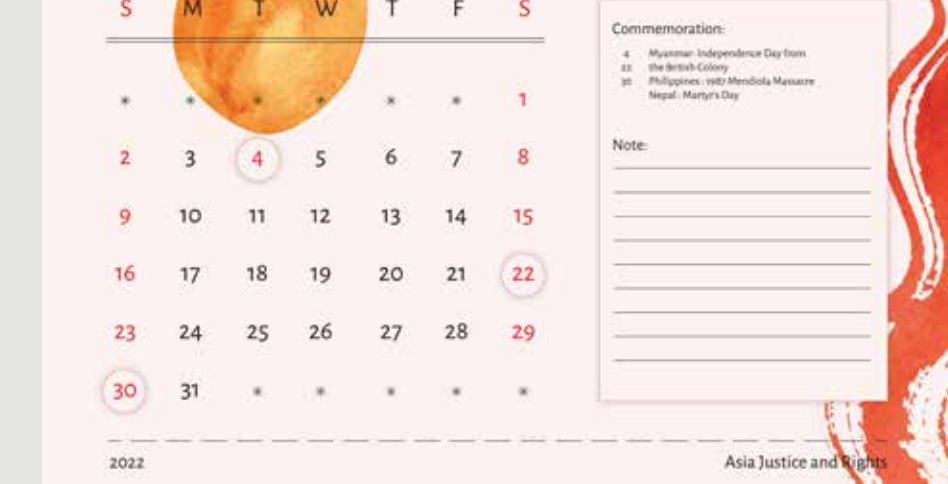 S M T W T F S
* * * * * * 1
2 3 4 5 6 7 8
9 10 11 12 13 14 15
16 17 18 19 20 21 22
23 24 25 26 27 28 29
30 31 * * * * *
Commemoration:
4 Myanmar: Independence Day from
22 the British Colony
30 Philippines : 1987 Mendiola Massacre
Nepal : Martyr's Day
Note:
2022
Asia Justice and Rights